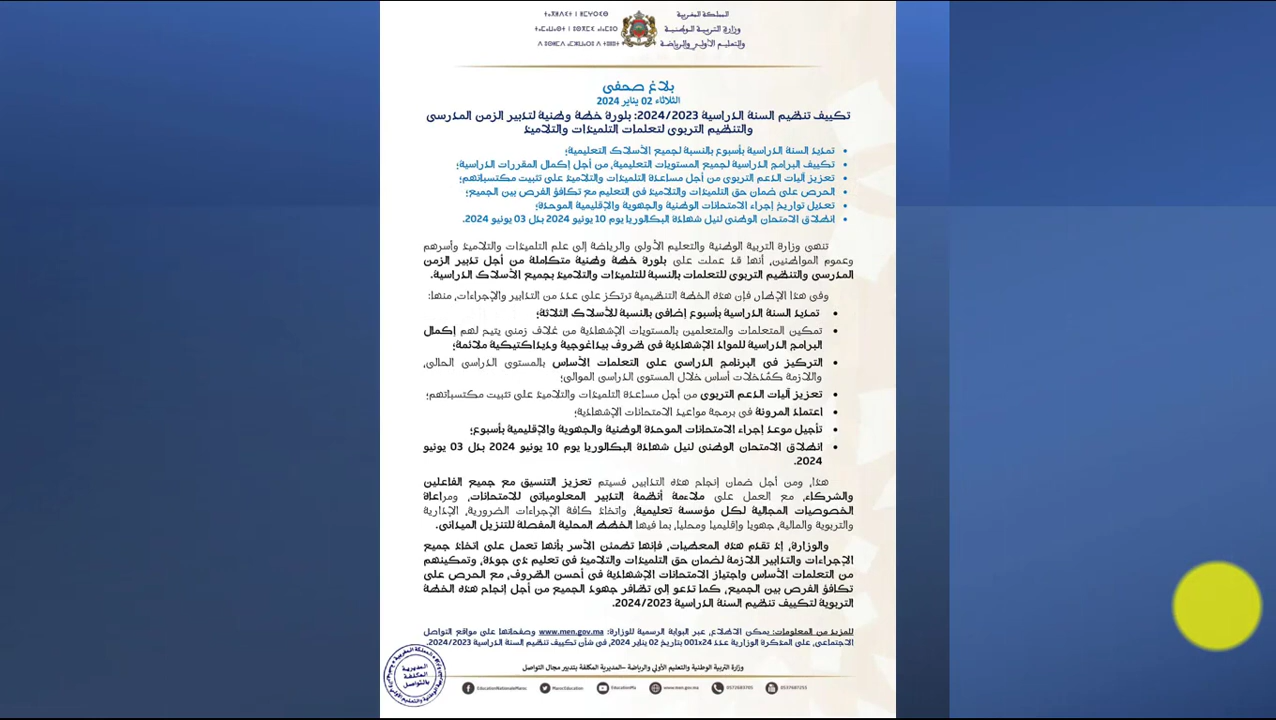 المملكة المغربية
وزارة التربية الوطنية
والتعليم الأولي والرياضة
ⵜⴰⴳⵍⴷⵉⵜ ⵏ ⵍⵎⵖⵔⵉⴱ
بلاغ صحفي
الثلاثاء 02 يناير 2024
تكييف تنظيم السنة الدراسية 2024/2023: بلورة خطة وطنية لتدبير الزمن المدرسي
والتنظيم التربوي لتعلمات التلميذات والتلاميذ
• تمديد السنة الدراسية بأسبوع بالنسبة لجميع الأسلاك التعليمية؛
• تكييف البرامج الدراسية لجميع المستويات التعليمية، من أجل إكمال المقررات الدراسية؛
• تعزيز آليات الدعم التربوي من أجل مساعدة التلميذات والتلاميذ على تثبيت مكتسباتهم؛
• الحرص على ضمان حق التلميذات والتلاميذ في التعليم مع تكافؤ الفرص بين الجميع؛
• تعديل تواريخ إجراء الامتحانات الوطنية والجهوية والإقليمية الموحدة؛
• انطلاق الامتحان الوطني لنيل شهادة البكالوريا يوم 10 يونيو 2024 بدل 03 يونيو 2024.
تنهي وزارة التربية الوطنية والتعليم الأولي والرياضة إلى علم التلميذات والتلاميذ وأسرهم
وعموم المواطنين، أنها قد عملت على بلورة خطة وطنية متكاملة من أجل تدبير الزمن
المدرسي والتنظيم التربوي للتعلمات بالنسبة للتلميذات والتلاميذ بجميع الأسلاك الدراسية.
وفي هذا الإطار، فإن هذه الخطة التنظيمية ترتكز على عدد من التدابير والإجراءات، منها:
• تمديد السنة الدراسية بأسبوع إضافي بالنسبة للأسلاك الثلاثة؛
• تمكين المتعلمات والمتعلمين بالمستويات الإشهادية من غلاف زمني يتيح لهم إكمال
البرامج الدراسية للمواد الإشهادية في ظروف بيداغوجية وديداكتيكية ملائمة؛
• التركيز في البرنامج الدراسي على التعلمات الأساس بالمستوى الدراسي الحالي،
واللازمة كمُدخلات أساس خلال المستوى الدراسي الموالي؛
• تعزيز آليات الدعم التربوي من أجل مساعدة التلميذات والتلاميذ على تثبيت مكتسباتهم؛
• اعتماد المرونة في برمجة مواعيد الامتحانات الإشهادية؛
• تأجيل موعد إجراء الامتحانات الموحدة الوطنية والجهوية والإقليمية بأسبوع؛
• انطلاق الامتحان الوطني لنيل شهادة البكالوريا يوم 10 يونيو 2024 بدل 03 يونيو
2024.
هذا، ومن أجل ضمان إنجاح هذه التدابير، فسيتم تعزيز التنسيق مع جميع الفاعلين
والشركاء، مع العمل على ملاءمة أنظمة التدبير المعلوماتي للامتحانات، ومراعاة
الخصوصيات المجالية لكل مؤسسة تعليمية، واتخاذ كافة الإجراءات الضرورية، الإدارية
والتربوية والمالية، جهويا وإقليميا ومحليا، بما فيها الخطط المحلية المفصلة للتنزيل الميداني.
والوزارة، إذ تقدم هذه المعطيات، فإنها تطمئن الأسر بأنها تعمل على اتخاذ جميع
الإجراءات والتدابير اللازمة لضمان حق التلميذات والتلاميذ في تعليم ذي جودة، وتمكينهم
من التعلمات الأساس واجتياز الامتحانات الإشهادية في أحسن الظروف، مع الحرص على
تكافؤ الفرص بين الجميع، كما تدعو إلى تظافر جهود الجميع من أجل إنجاح هذه الخطة
التربوية لتكييف تنظيم السنة الدراسية 2024/2023.
للمزيد من المعلومات: يمكن الاطلاع، عبر البوابة الرسمية للوزارة: www.men.gov.ma وصفحاتها على مواقع التواصل
الاجتماعي، على المذكرة الوزارية عدد 001x24 بتاريخ 02 يناير 2024، في شأن تكييف تنظيم السنة الدراسية 2024/2023
وزارة التربية الوطنية والتعليم الأولي والرياضة –المديرية المكلفة بتدبير مجال التواصل
EducationNationaleMaroc MarocEducation EducationMa www.men.gov.ma 0572683765 0537687255
المديرية
المكلفة
بالتواصل